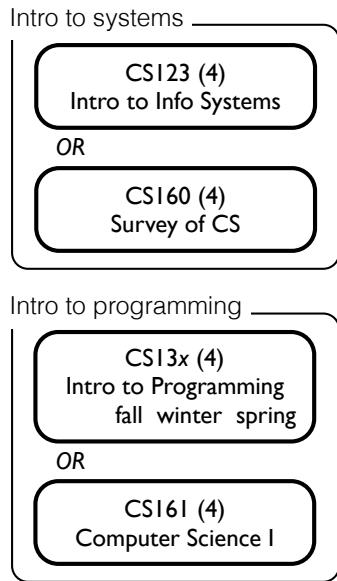 Intro to systems
CS123 (4)
Intro to Info Systems
OR
CS160 (4)
Survey of CS
Intro to programming
CS13x (4)
Intro to Programming
fall winter spring
OR
CS161 (4)
Computer Science I